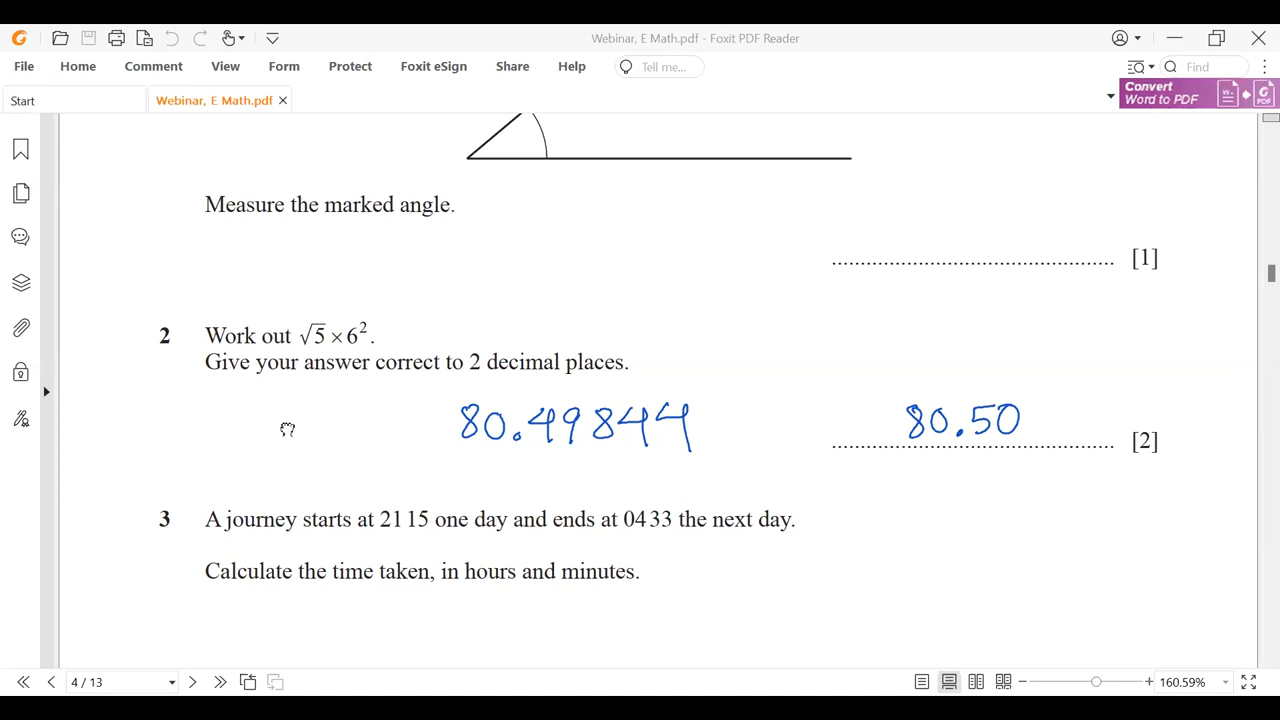 Webinar, E Math.pdf - Foxit PDF Reader
File Home Comment View Form Protect Foxit eSign Share Help Tell me... Find
Start Webinar, E Math.pdf Convert
Word to PDF
PDF
Measure the marked angle.
.............................................. [1]
2 Work out √5 × 6².
Give your answer correct to 2 decimal places.
80.49844 80.50
.............................................. [2]
3 A journey starts at 21 15 one day and ends at 04 33 the next day.
Calculate the time taken, in hours and minutes.
4 / 13 160.59%